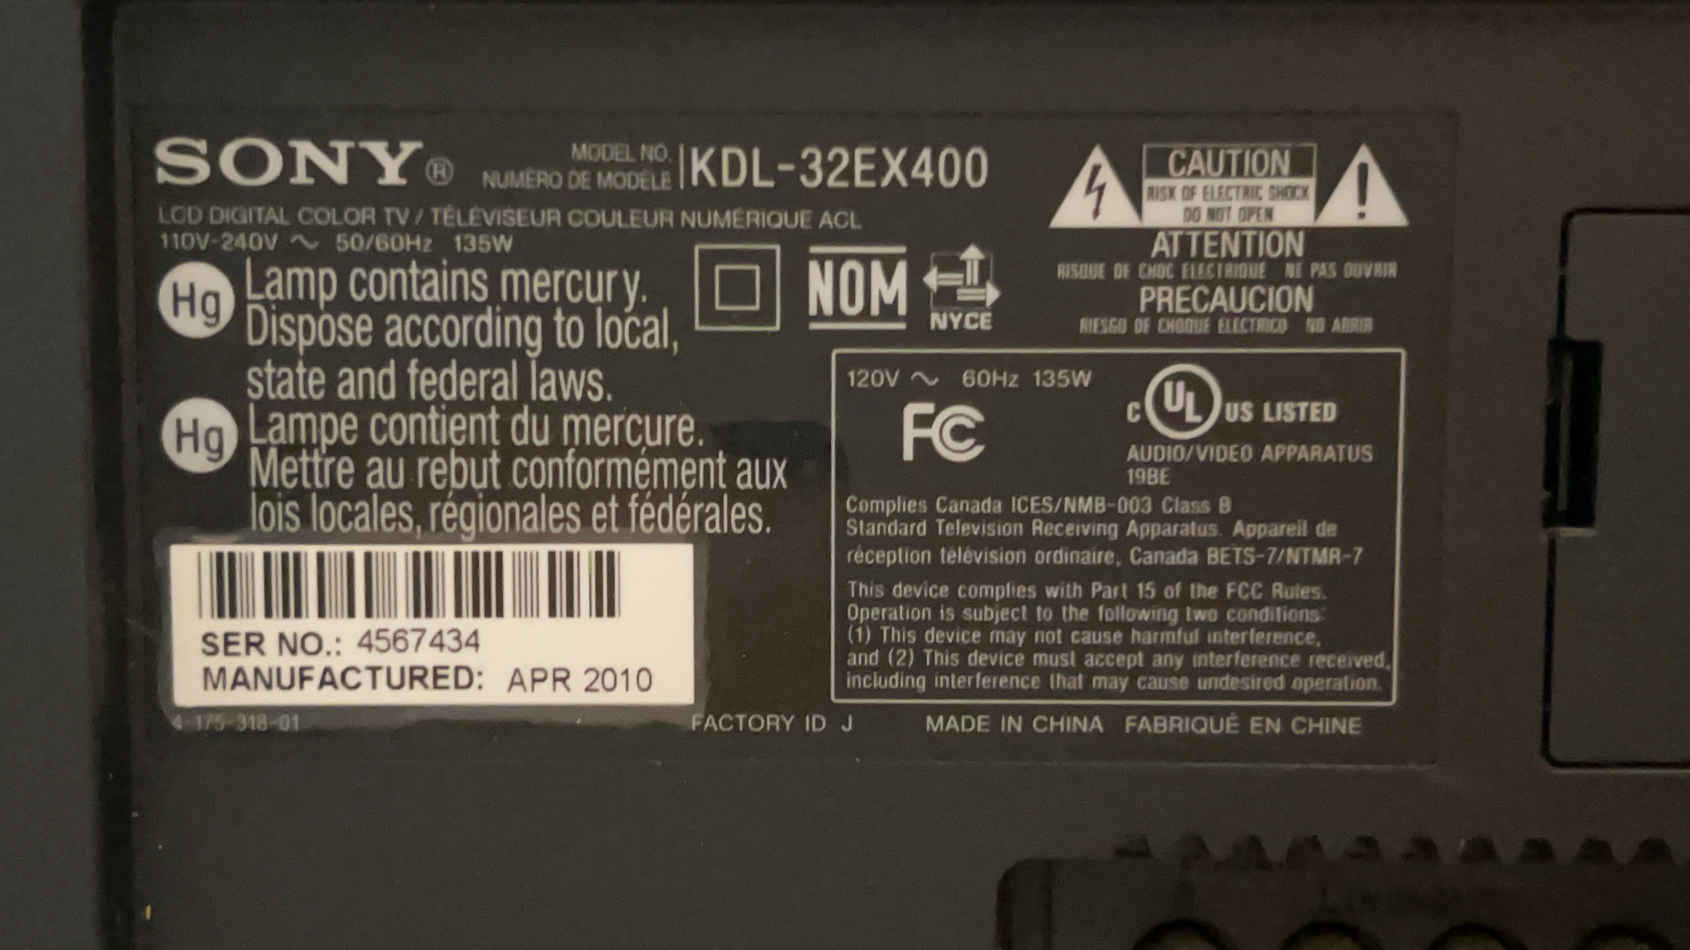 SONY®
MODEL NO.
NUMÉRO DE MODÈLE
KDL-32EX400
LCD DIGITAL COLOR TV / TÉLÉVISEUR COULEUR NUMÉRIQUE ACL
110V-240V ～ 50/60Hz 135W
Hg
Lamp contains mercury.
Dispose according to local,
state and federal laws.
Hg
Lampe contient du mercure.
Mettre au rebut conformément aux
lois locales, régionales et fédérales.
NOM
NYCE
CAUTION
RISK OF ELECTRIC SHOCK
DO NOT OPEN
ATTENTION
RISQUE DE CHOC ELECTRIQUE NE PAS OUVRIR
PRECAUCION
RIESGO DE CHOQUE ELECTRICO NO ABRIR
120V ～ 60Hz 135W
FC
C UL US LISTED
AUDIO/VIDEO APPARATUS
19BE
Complies Canada ICES/NMB-003 Class B
Standard Television Receiving Apparatus. Appareil de
réception télévision ordinaire, Canada BETS-7/NTMR-7
This device complies with Part 15 of the FCC Rules.
Operation is subject to the following two conditions:
(1) This device may not cause harmful interference,
and (2) This device must accept any interference received,
including interference that may cause undesired operation.
SER NO.: 4567434
MANUFACTURED: APR 2010
4-175-318-01
FACTORY ID J
MADE IN CHINA FABRIQUÉ EN CHINE